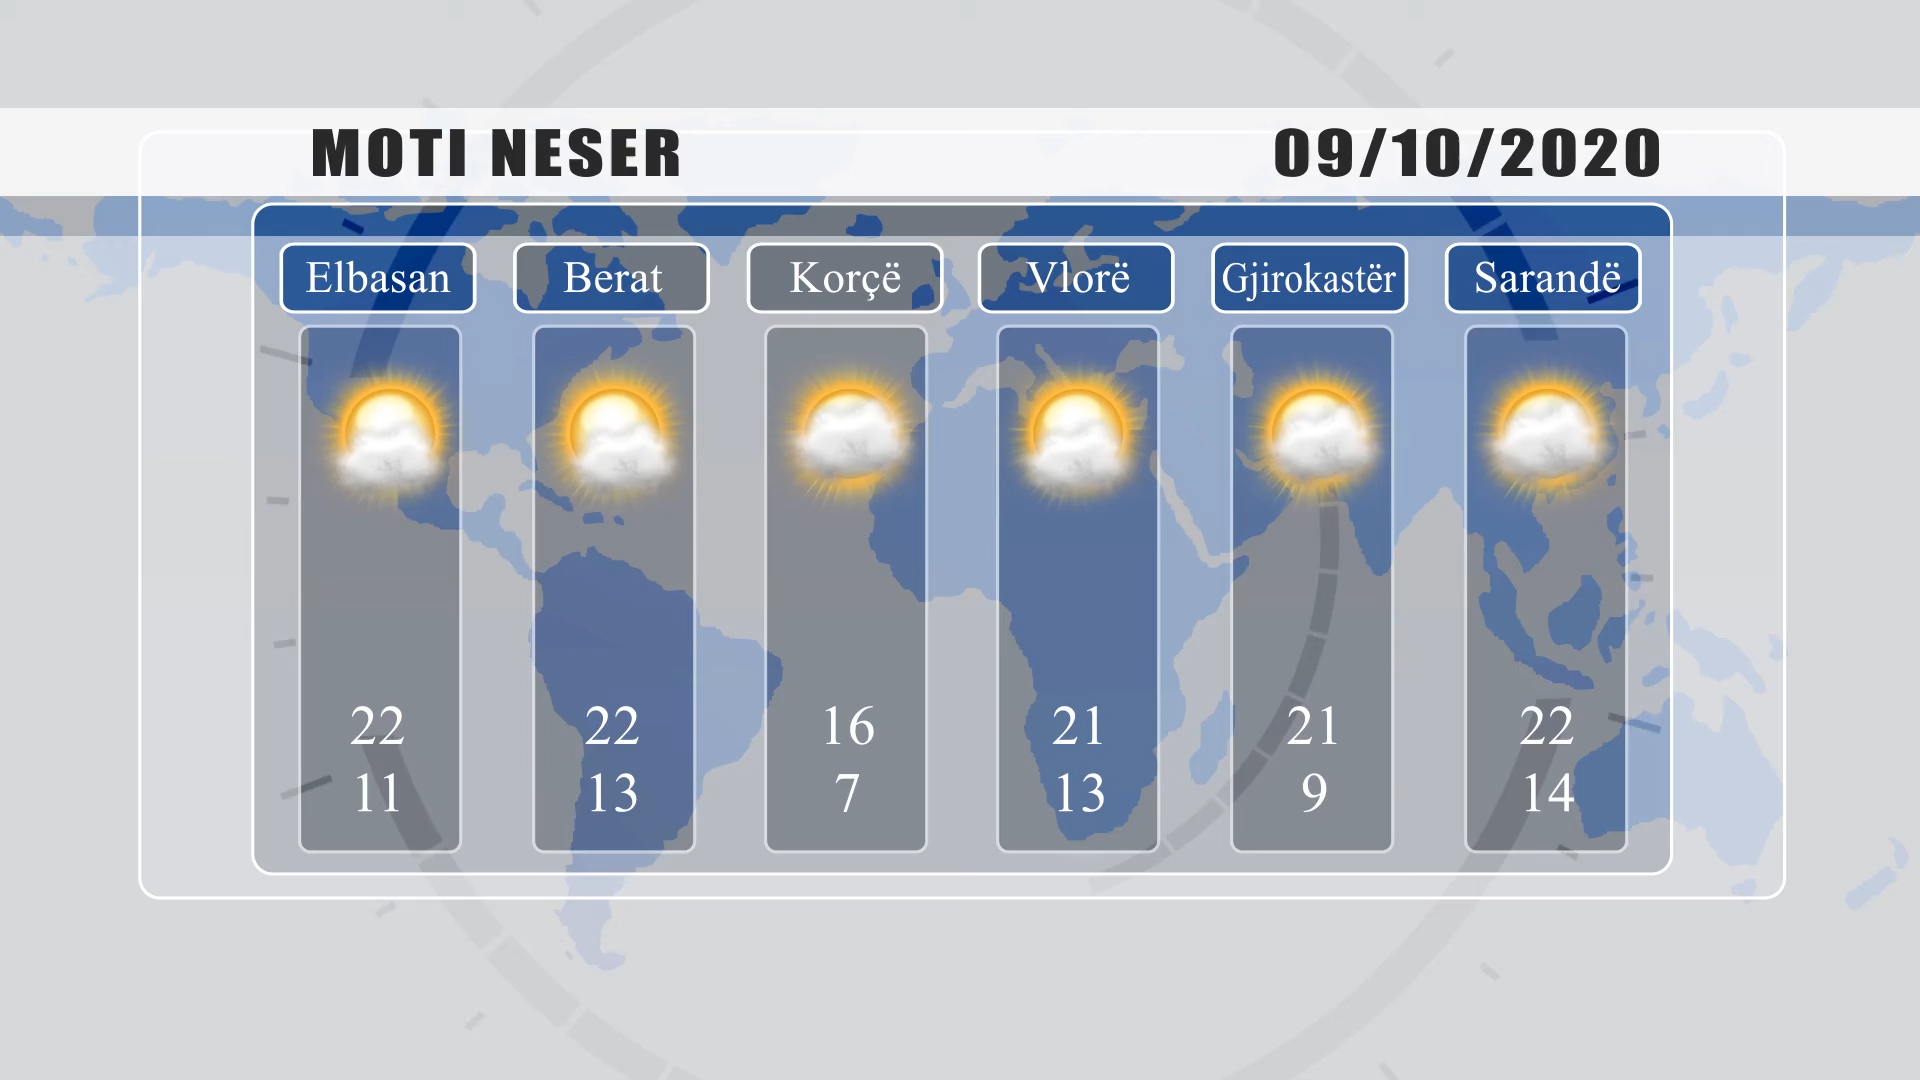 MOTI NESER 09/10/2020
Elbasan Berat Korçë Vlorë Gjirokastër Sarandë
22 22 16 21 21 22
11 13 7 13 9 14